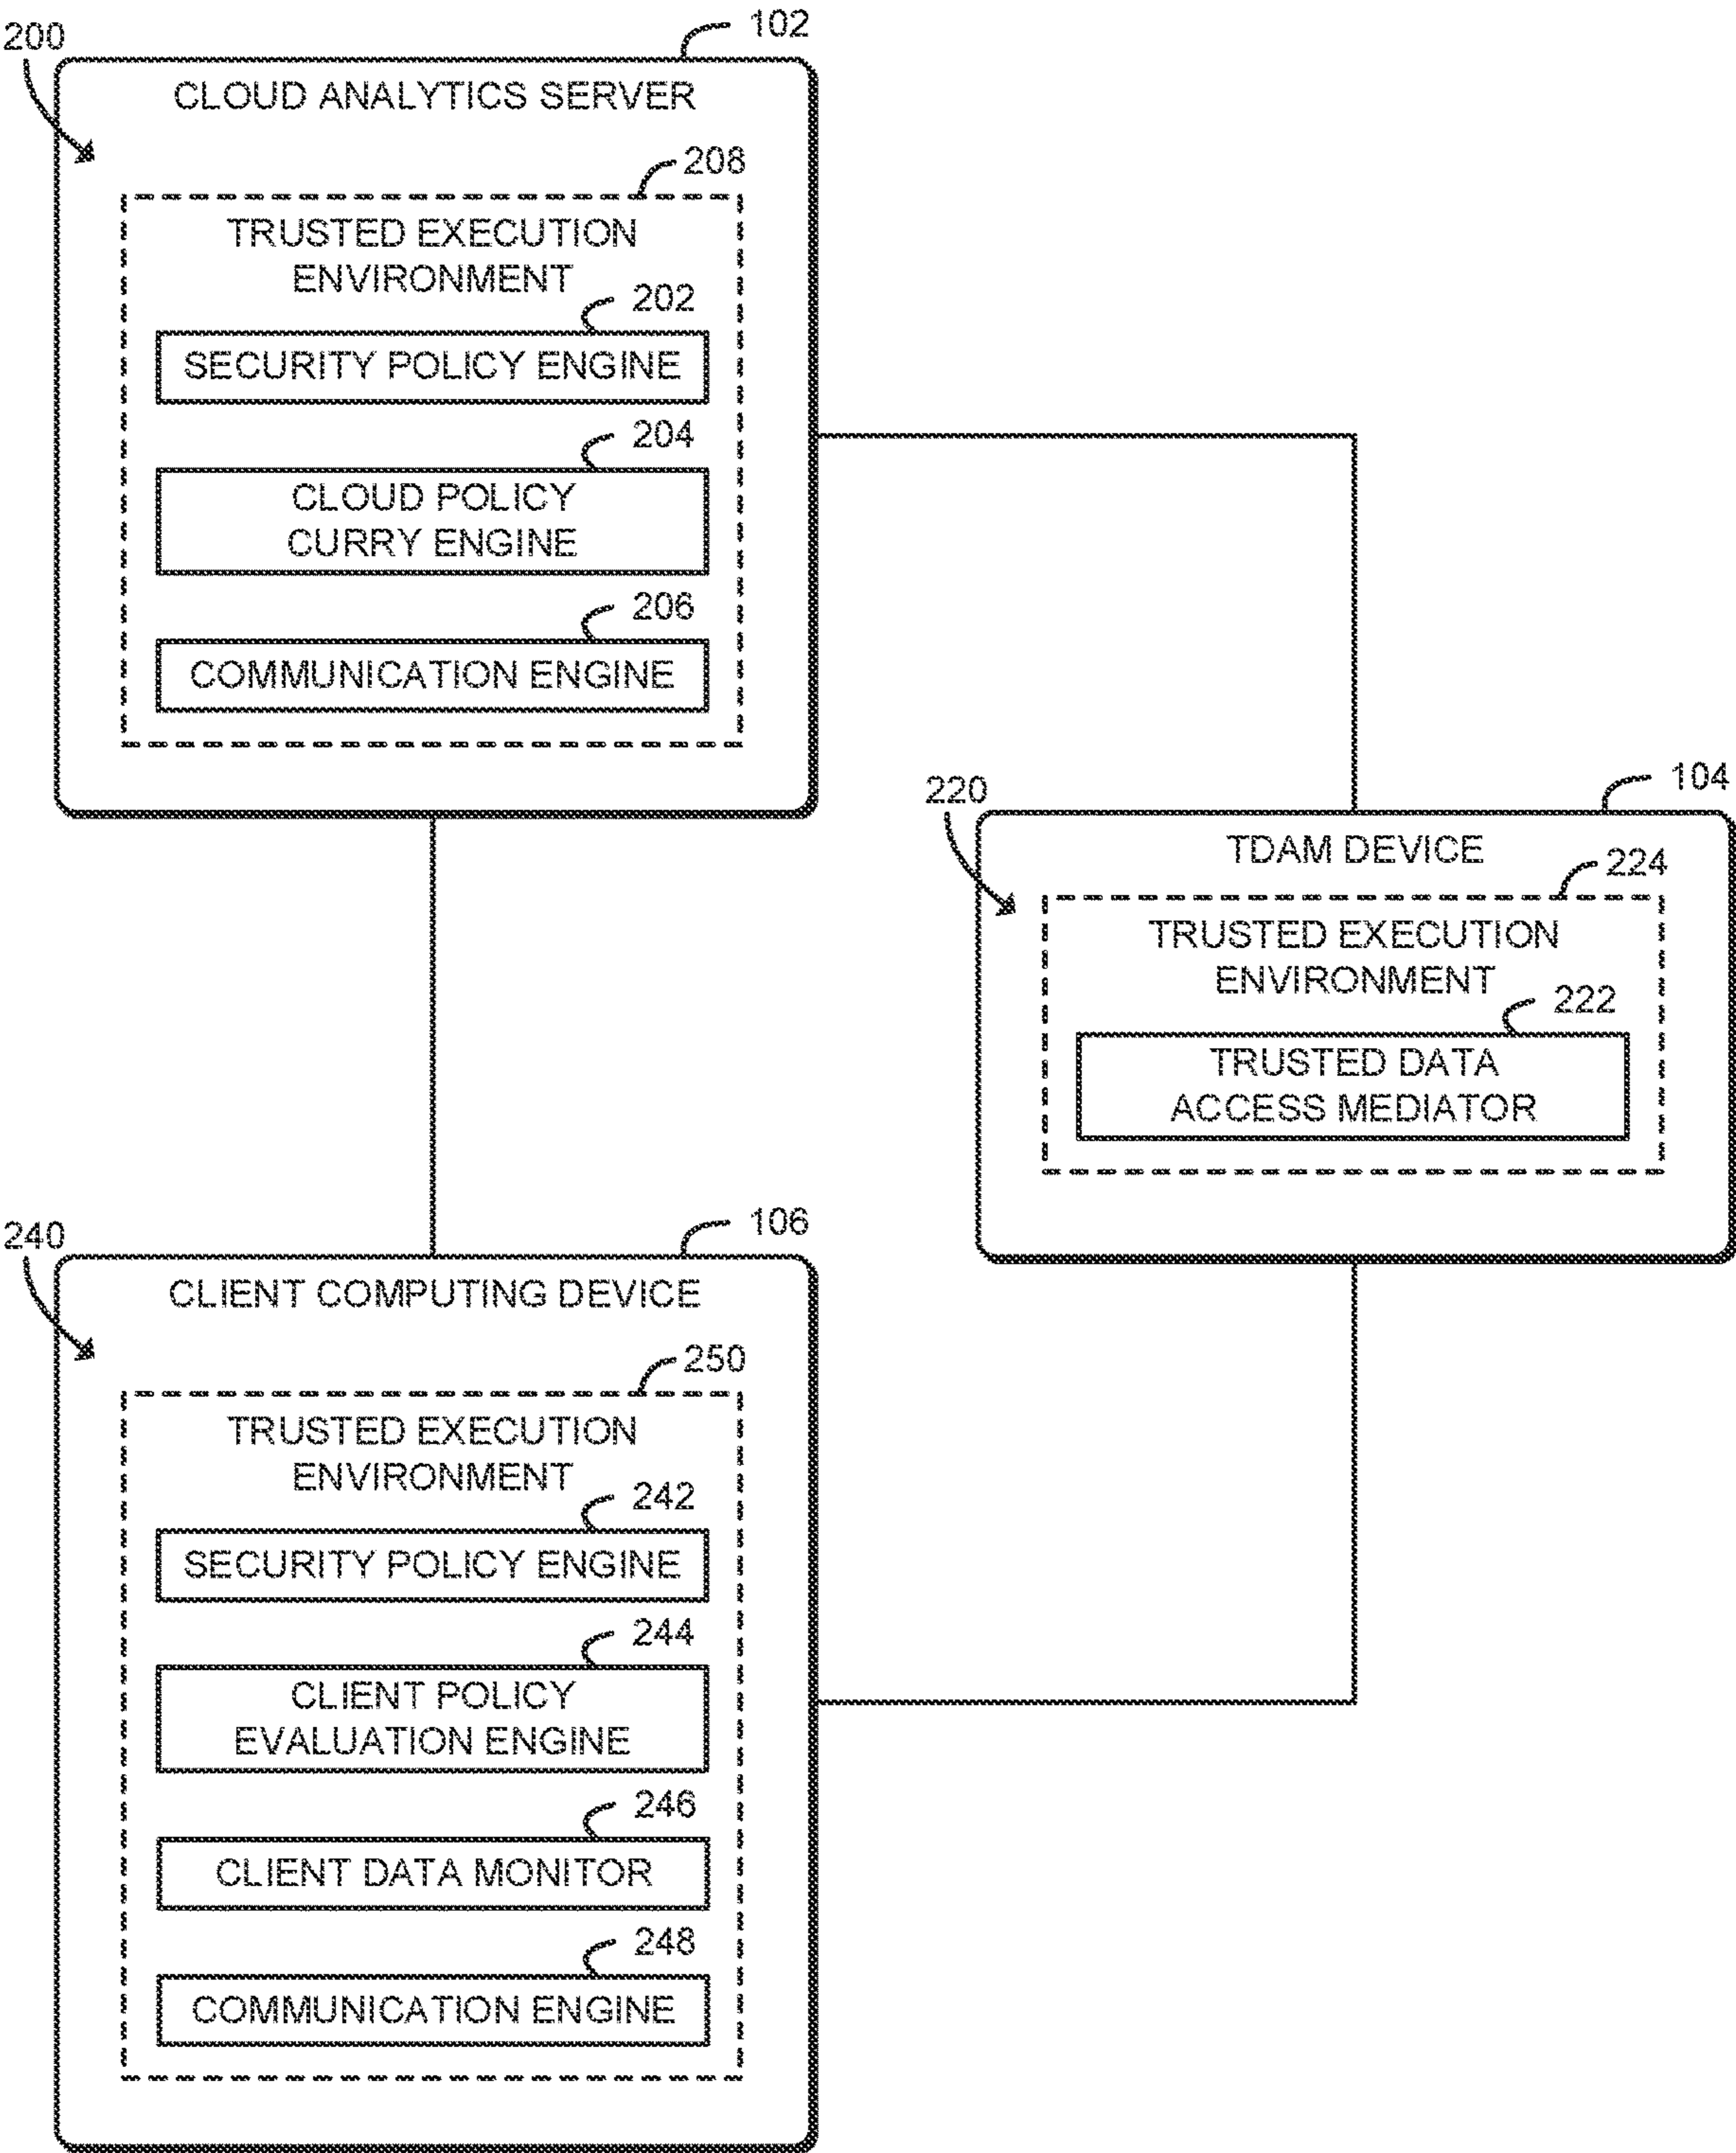 200
102
CLOUD ANALYTICS SERVER
208
TRUSTED EXECUTION
ENVIRONMENT
202
SECURITY POLICY ENGINE
204
CLOUD POLICY
CURRY ENGINE
206
COMMUNICATION ENGINE
220
104
TDAM DEVICE
224
TRUSTED EXECUTION
ENVIRONMENT
222
TRUSTED DATA
ACCESS MEDIATOR
240
106
CLIENT COMPUTING DEVICE
250
TRUSTED EXECUTION
ENVIRONMENT
242
SECURITY POLICY ENGINE
244
CLIENT POLICY
EVALUATION ENGINE
246
CLIENT DATA MONITOR
248
COMMUNICATION ENGINE